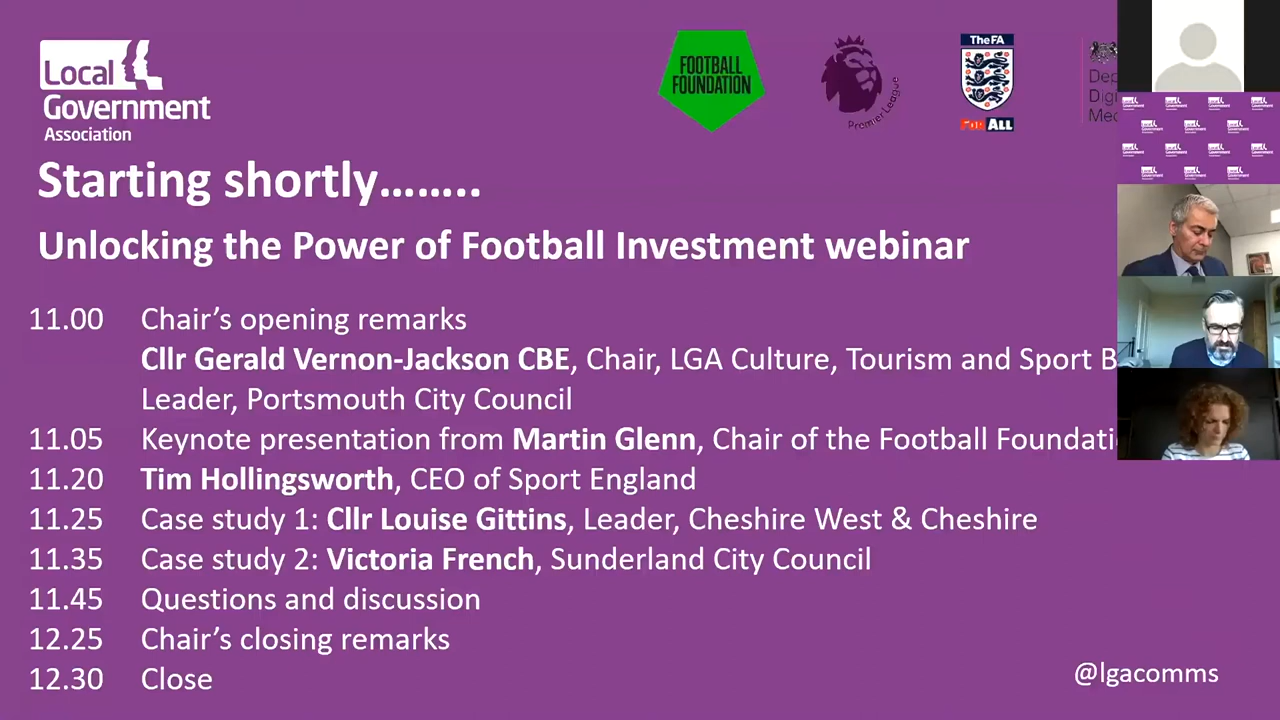 Local
Government
Association
FOOTBALL
FOUNDATION
Premier League
The FA
FOR ALL
Starting shortly........
Unlocking the Power of Football Investment webinar
11.00 Chair's opening remarks
Cllr Gerald Vernon-Jackson CBE, Chair, LGA Culture, Tourism and Sport B
Leader, Portsmouth City Council
11.05 Keynote presentation from Martin Glenn, Chair of the Football Foundati
11.20 Tim Hollingsworth, CEO of Sport England
11.25 Case study 1: Cllr Louise Gittins, Leader, Cheshire West & Cheshire
11.35 Case study 2: Victoria French, Sunderland City Council
11.45 Questions and discussion
12.25 Chair's closing remarks
12.30 Close
@lgacomms